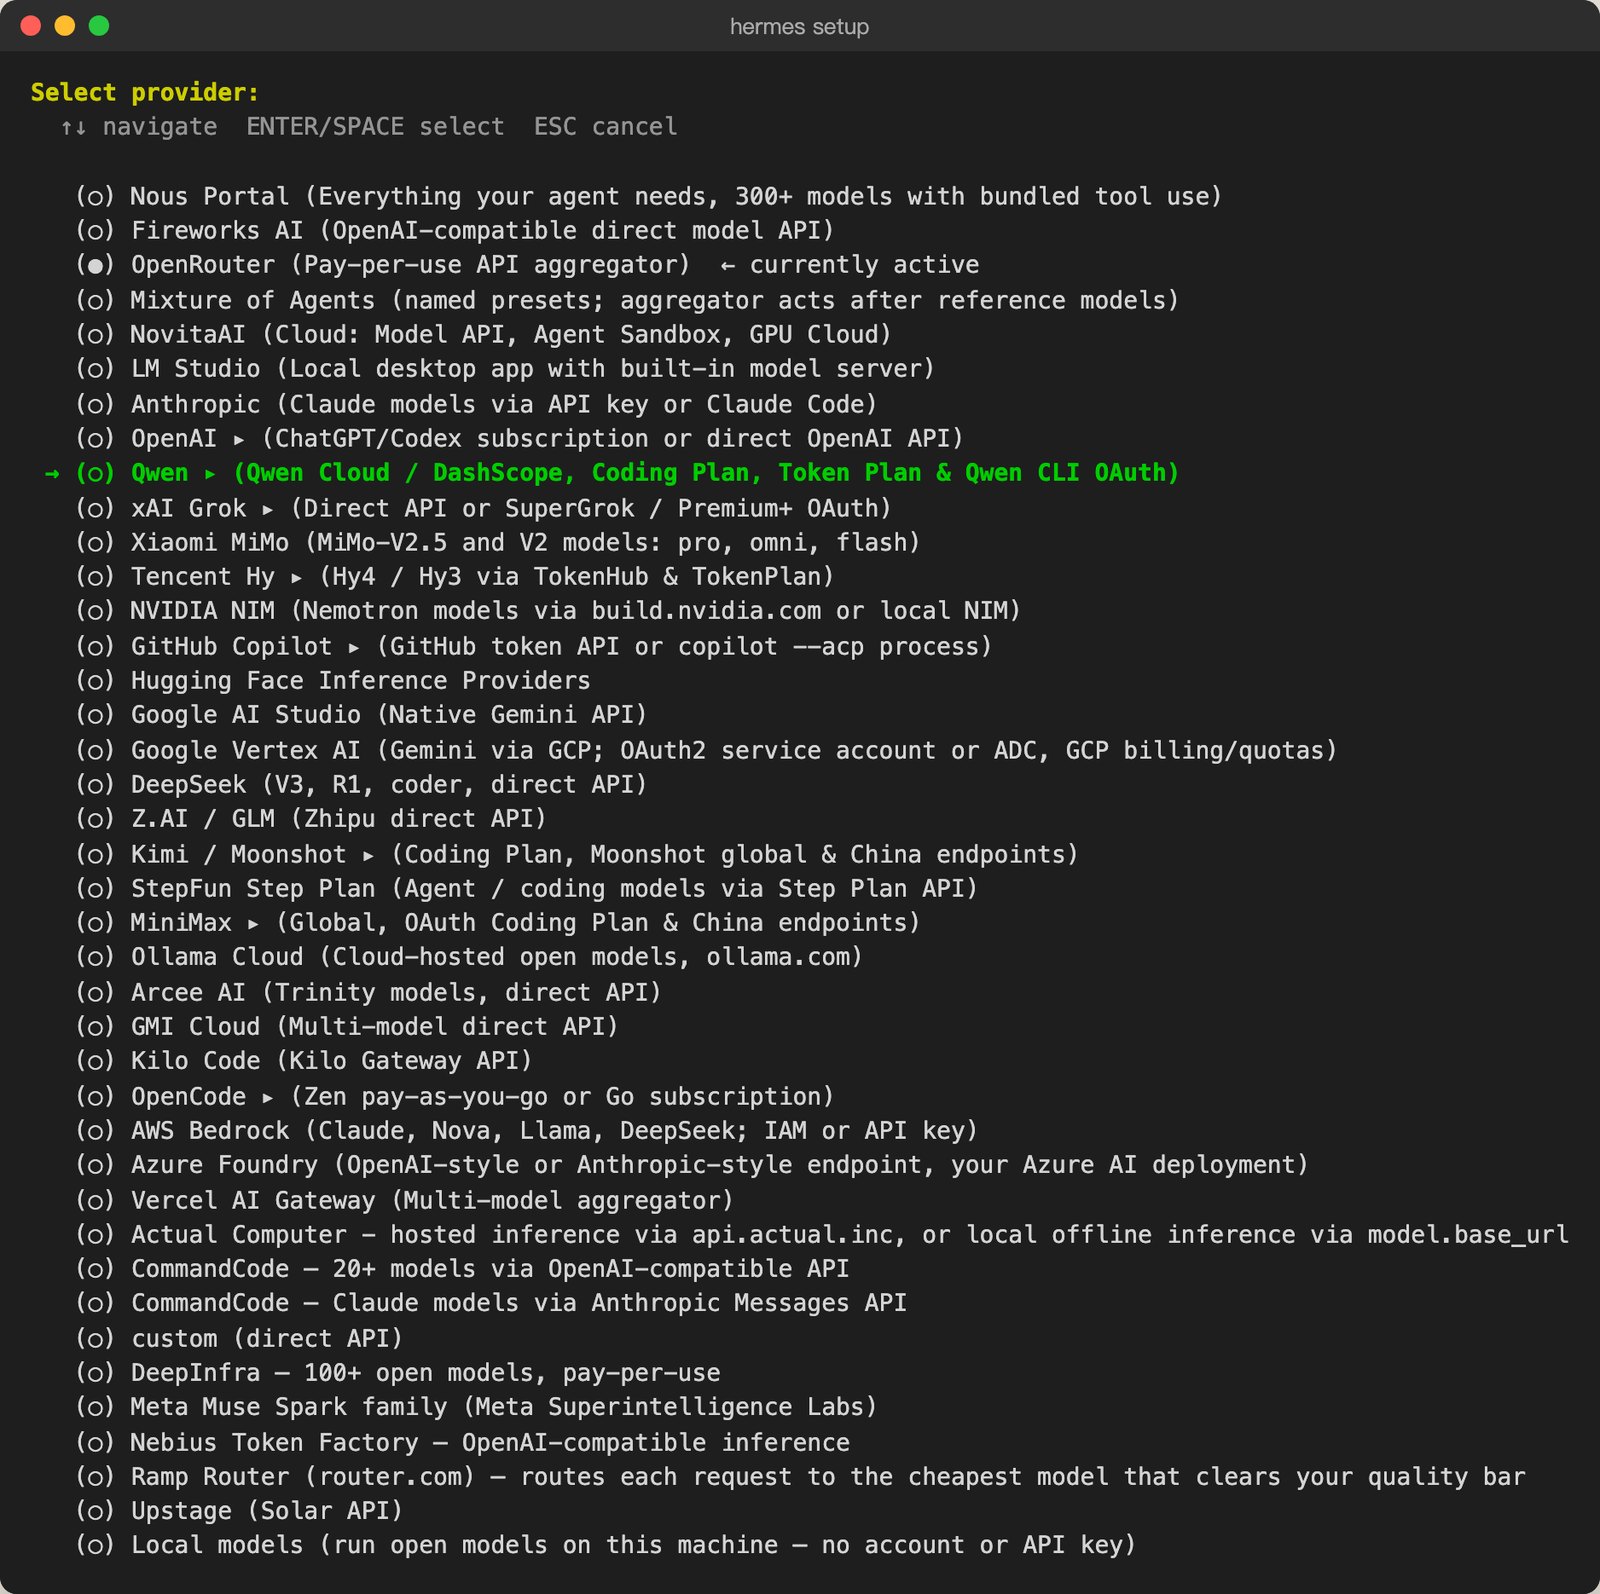 hermes setup
Select provider:
↑↓ navigate  ENTER/SPACE select  ESC cancel
(○) Nous Portal (Everything your agent needs, 300+ models with bundled tool use)
(○) Fireworks AI (OpenAI-compatible direct model API)
(●) OpenRouter (Pay-per-use API aggregator)  ← currently active
(○) Mixture of Agents (named presets; aggregator acts after reference models)
(○) NovitaAI (Cloud: Model API, Agent Sandbox, GPU Cloud)
(○) LM Studio (Local desktop app with built-in model server)
(○) Anthropic (Claude models via API key or Claude Code)
(○) OpenAI ▸ (ChatGPT/Codex subscription or direct OpenAI API)
→ (○) Qwen ▸ (Qwen Cloud / DashScope, Coding Plan, Token Plan & Qwen CLI OAuth)
(○) xAI Grok ▸ (Direct API or SuperGrok / Premium+ OAuth)
(○) Xiaomi MiMo (MiMo-V2.5 and V2 models: pro, omni, flash)
(○) Tencent Hy ▸ (Hy4 / Hy3 via TokenHub & TokenPlan)
(○) NVIDIA NIM (Nemotron models via build.nvidia.com or local NIM)
(○) GitHub Copilot ▸ (GitHub token API or copilot --acp process)
(○) Hugging Face Inference Providers
(○) Google AI Studio (Native Gemini API)
(○) Google Vertex AI (Gemini via GCP; OAuth2 service account or ADC, GCP billing/quotas)
(○) DeepSeek (V3, R1, coder, direct API)
(○) Z.AI / GLM (Zhipu direct API)
(○) Kimi / Moonshot ▸ (Coding Plan, Moonshot global & China endpoints)
(○) StepFun Step Plan (Agent / coding models via Step Plan API)
(○) MiniMax ▸ (Global, OAuth Coding Plan & China endpoints)
(○) Ollama Cloud (Cloud-hosted open models, ollama.com)
(○) Arcee AI (Trinity models, direct API)
(○) GMI Cloud (Multi-model direct API)
(○) Kilo Code (Kilo Gateway API)
(○) OpenCode ▸ (Zen pay-as-you-go or Go subscription)
(○) AWS Bedrock (Claude, Nova, Llama, DeepSeek; IAM or API key)
(○) Azure Foundry (OpenAI-style or Anthropic-style endpoint, your Azure AI deployment)
(○) Vercel AI Gateway (Multi-model aggregator)
(○) Actual Computer — hosted inference via api.actual.inc, or local offline inference via model.base_url
(○) CommandCode — 20+ models via OpenAI-compatible API
(○) CommandCode — Claude models via Anthropic Messages API
(○) custom (direct API)
(○) DeepInfra — 100+ open models, pay-per-use
(○) Meta Muse Spark family (Meta Superintelligence Labs)
(○) Nebius Token Factory — OpenAI-compatible inference
(○) Ramp Router (router.com) — routes each request to the cheapest model that clears your quality bar
(○) Upstage (Solar API)
(○) Local models (run open models on this machine — no account or API key)